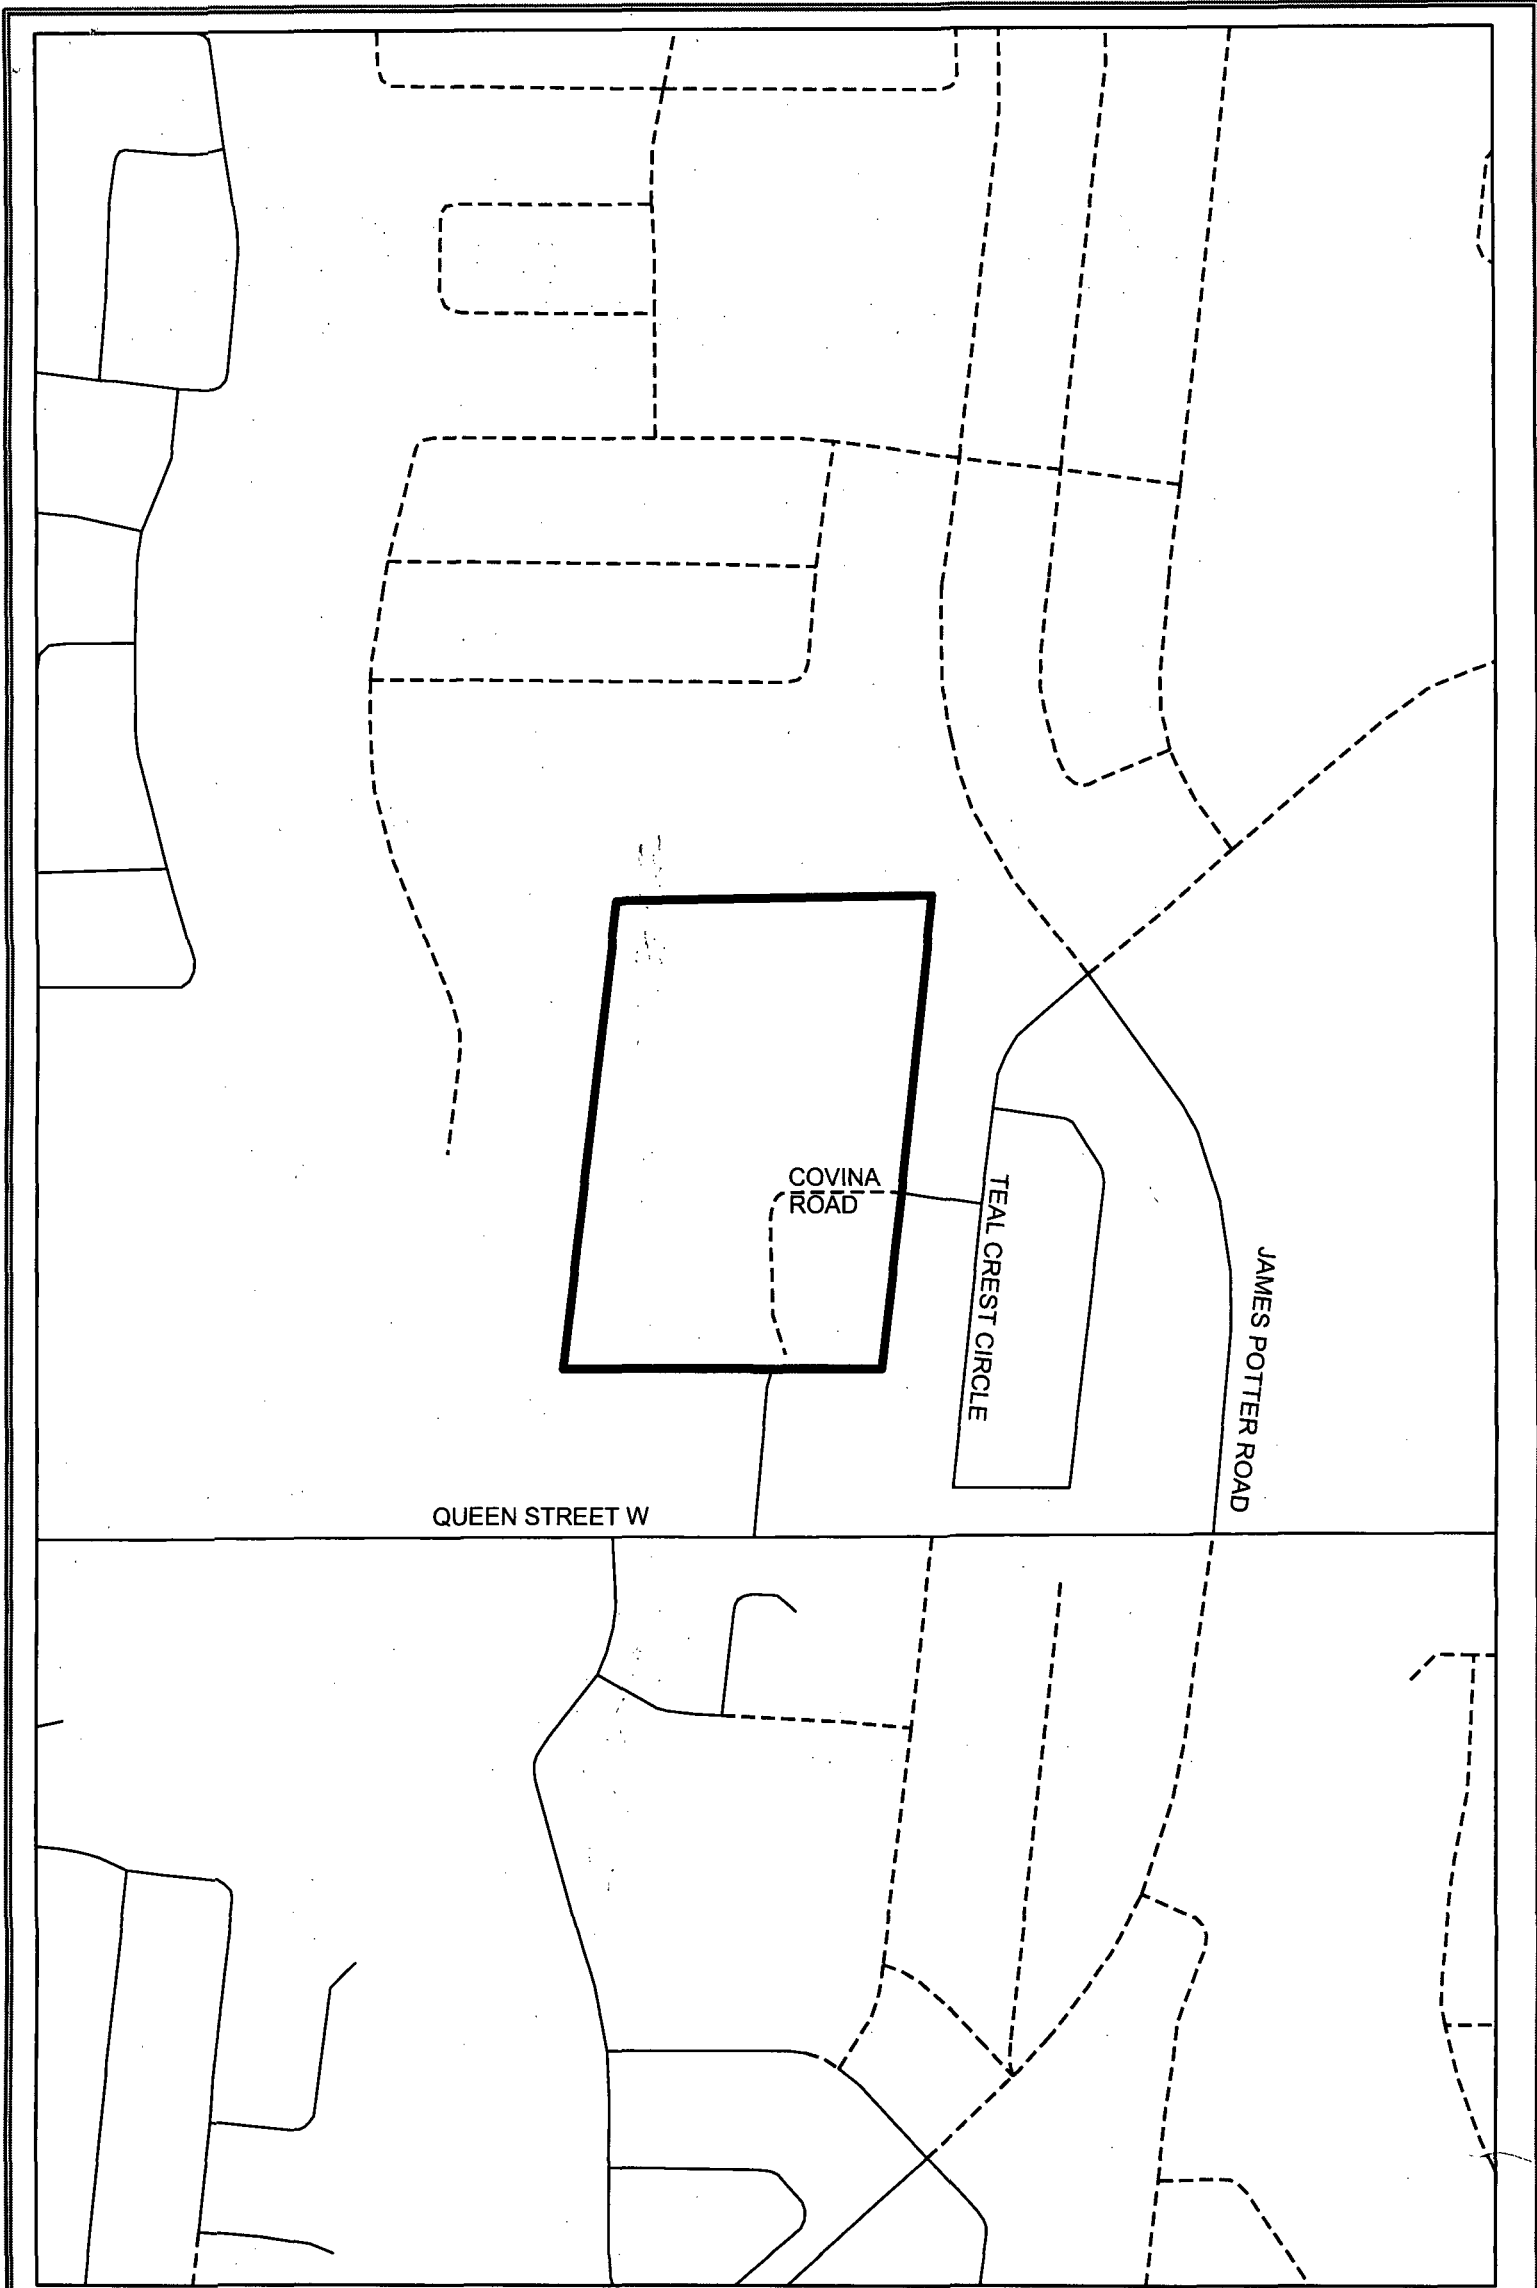 COVINA
ROAD
TEAL CREST CIRCLE
JAMES POTTER ROAD
QUEEN STREET W